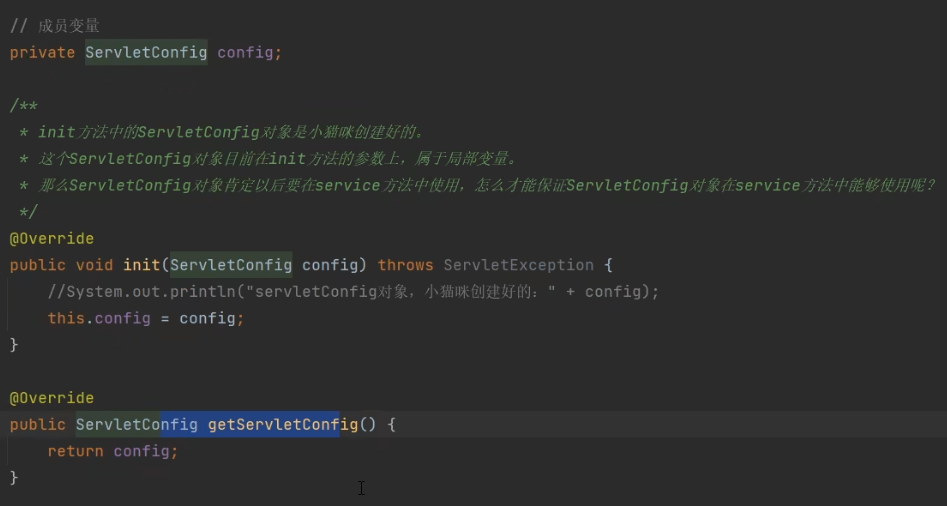 // 成员变量
private ServletConfig config;
/**
* init方法中的ServletConfig对象是小猫咪创建好的。
* 这个ServletConfig对象目前在init方法的参数上，属于局部变量。
* 那么ServletConfig对象肯定以后要在service方法中使用，怎么才能保证ServletConfig对象在service方法中能够使用呢？
*/
@Override
public void init(ServletConfig config) throws ServletException {
//System.out.println("servletConfig对象，小猫咪创建好的：" + config);
this.config = config;
}
@Override
public ServletConfig getServletConfig() {
return config;
}